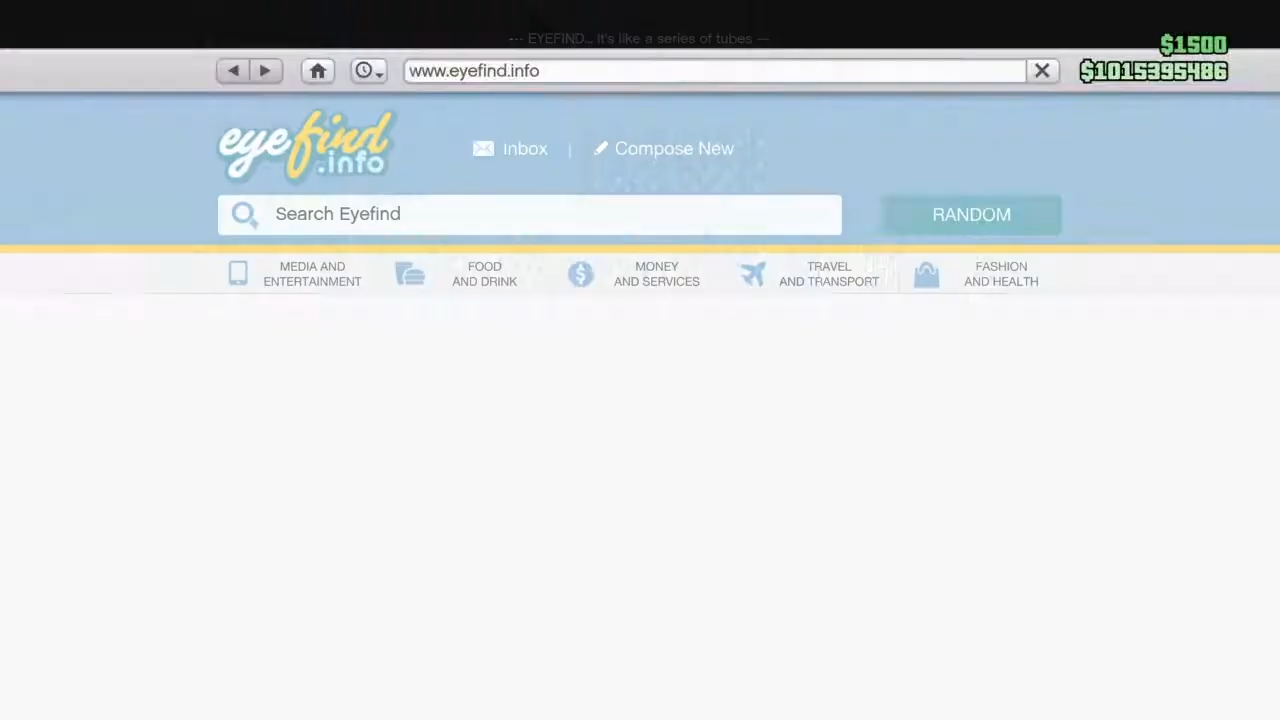 --- EYEFIND... It's like a series of tubes —
$1500
www.eyefind.info
$1015395486
eyefind
.info
Inbox
Compose New
Search Eyefind
RANDOM
MEDIA AND
ENTERTAINMENT
FOOD
AND DRINK
MONEY
AND SERVICES
TRAVEL
AND TRANSPORT
FASHION
AND HEALTH